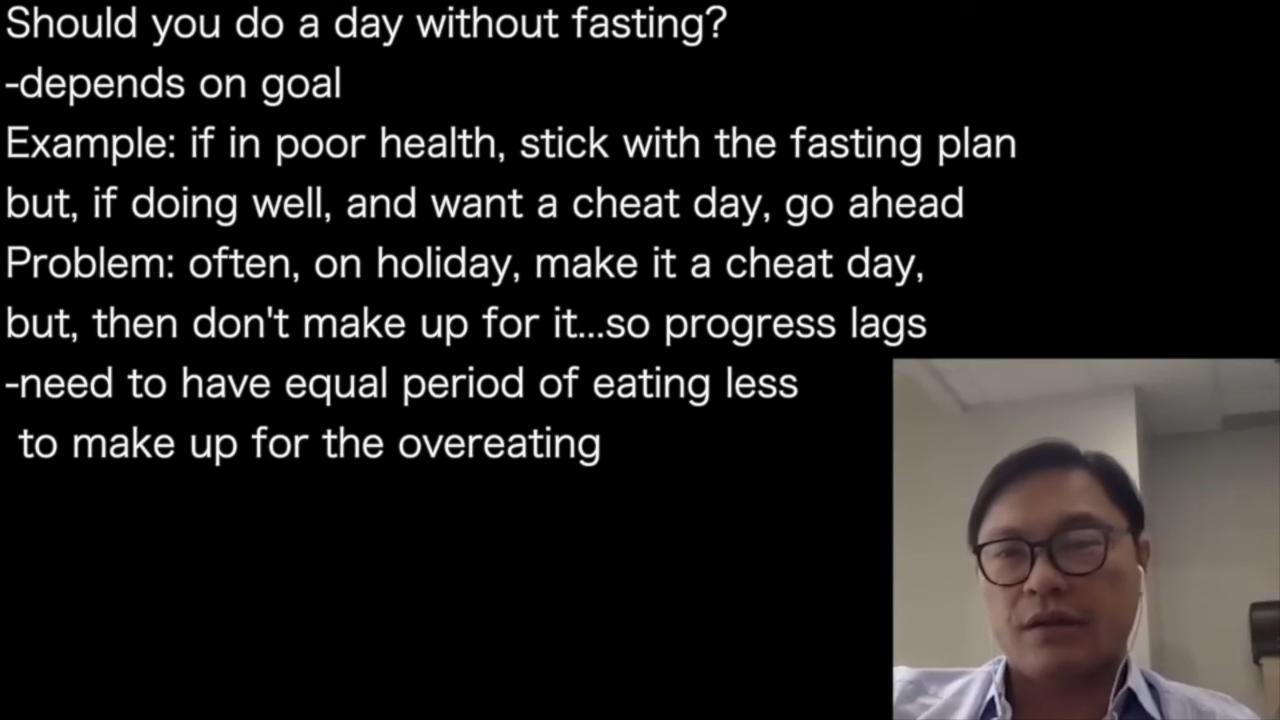 Should you do a day without fasting?
-depends on goal
Example: if in poor health, stick with the fasting plan
but, if doing well, and want a cheat day, go ahead
Problem: often, on holiday, make it a cheat day,
but, then don't make up for it...so progress lags
-need to have equal period of eating less
to make up for the overeating